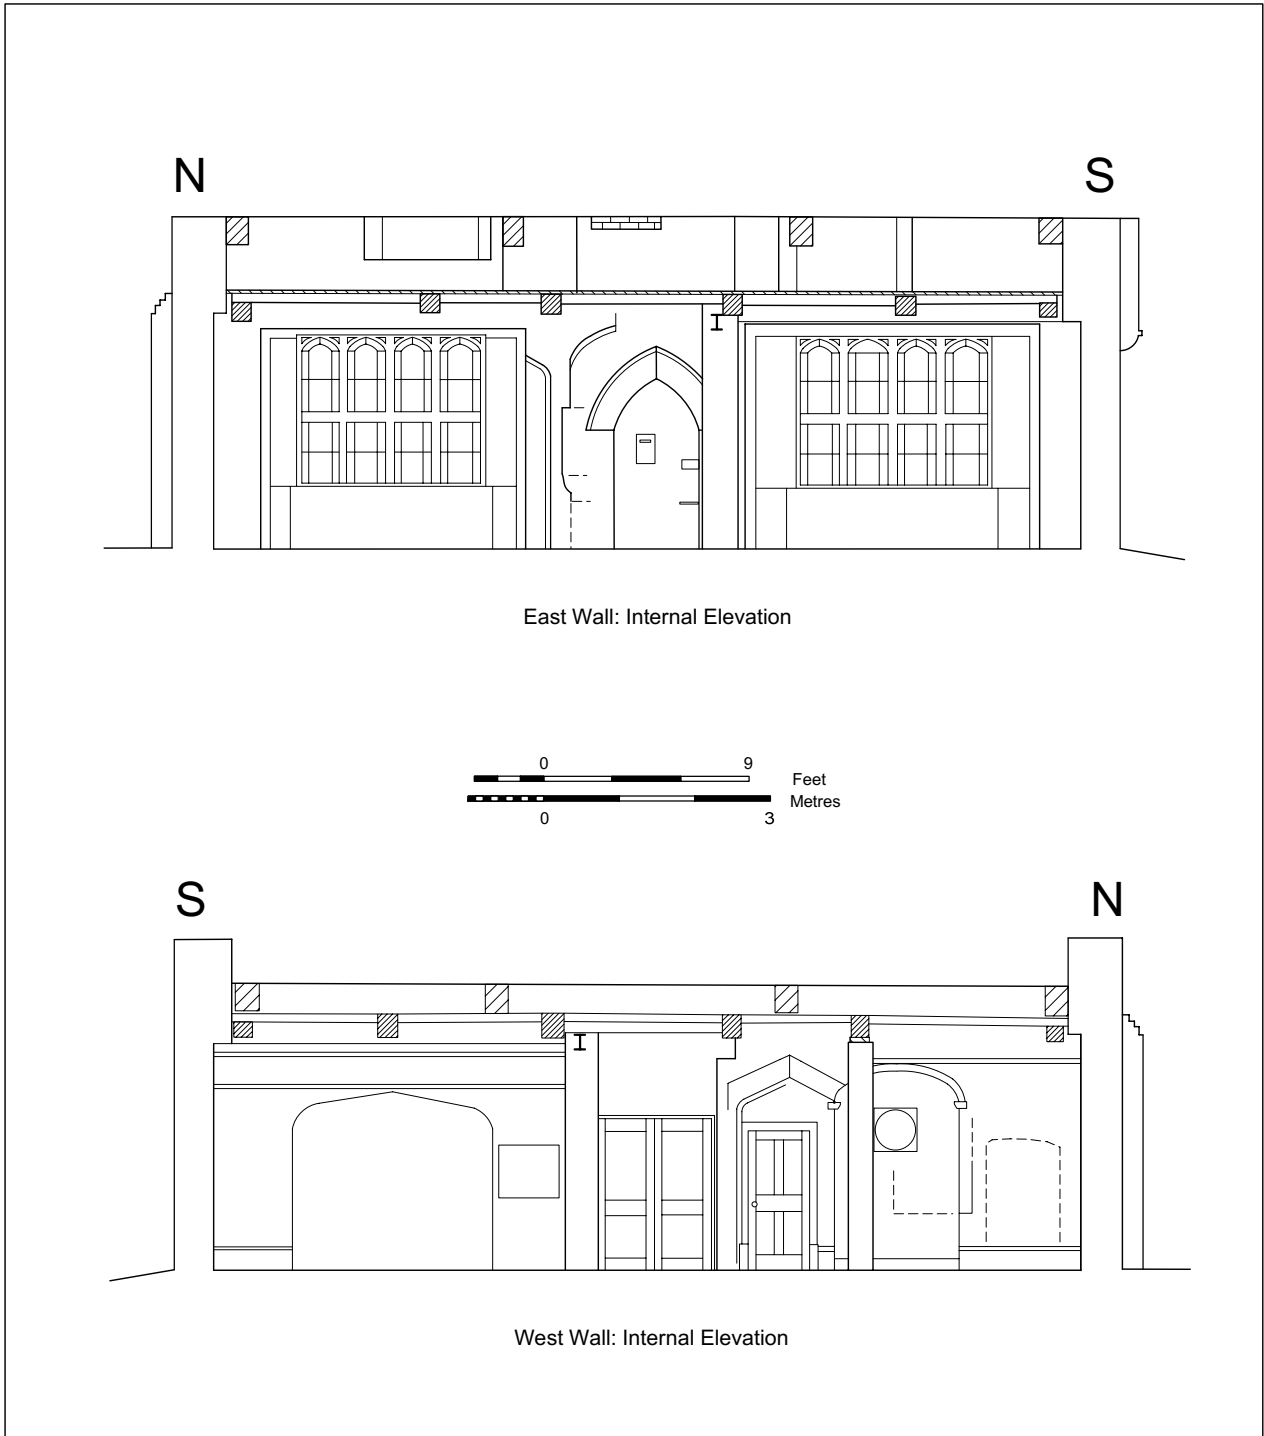 N S
East Wall: Internal Elevation
0 9
Feet
Metres
0 3
S N
West Wall: Internal Elevation